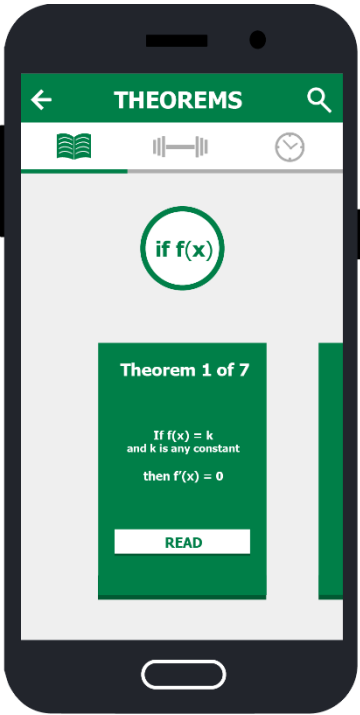 THEOREMS
if f(x)
Theorem 1 of 7
If f(x) = k
and k is any constant
then f′(x) = 0
READ